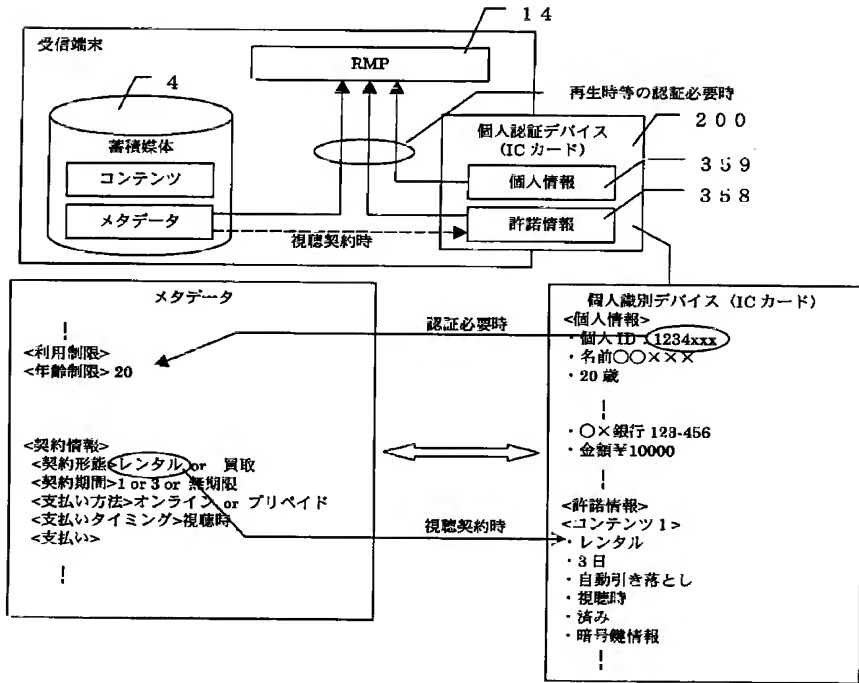 １４
受信端末
RMP
４
再生時等の認証必要時
蓄積媒体
コンテンツ
メタデータ
視聴契約時
個人認証デバイス
（IC カード）
２００
個人情報
３５９
許諾情報
３５８
メタデータ
<利用制限>
<年齢制限> 20
<契約情報>
<契約形態>レンタル or 買取
<契約期間>1 or 3 or 無期限
<支払い方法>オンライン or プリペイド
<支払いタイミング>視聴時
<支払い>
認証必要時
視聴契約時
個人識別デバイス（IC カード）
<個人情報>
・個人 ID：1234xxx
・名前○○×××
・20 歳
・○×銀行 123-456
・金額￥10000
<許諾情報>
<コンテンツ 1>
・レンタル
・3 日
・自動引き落とし
・視聴時
・済み
・暗号鍵情報